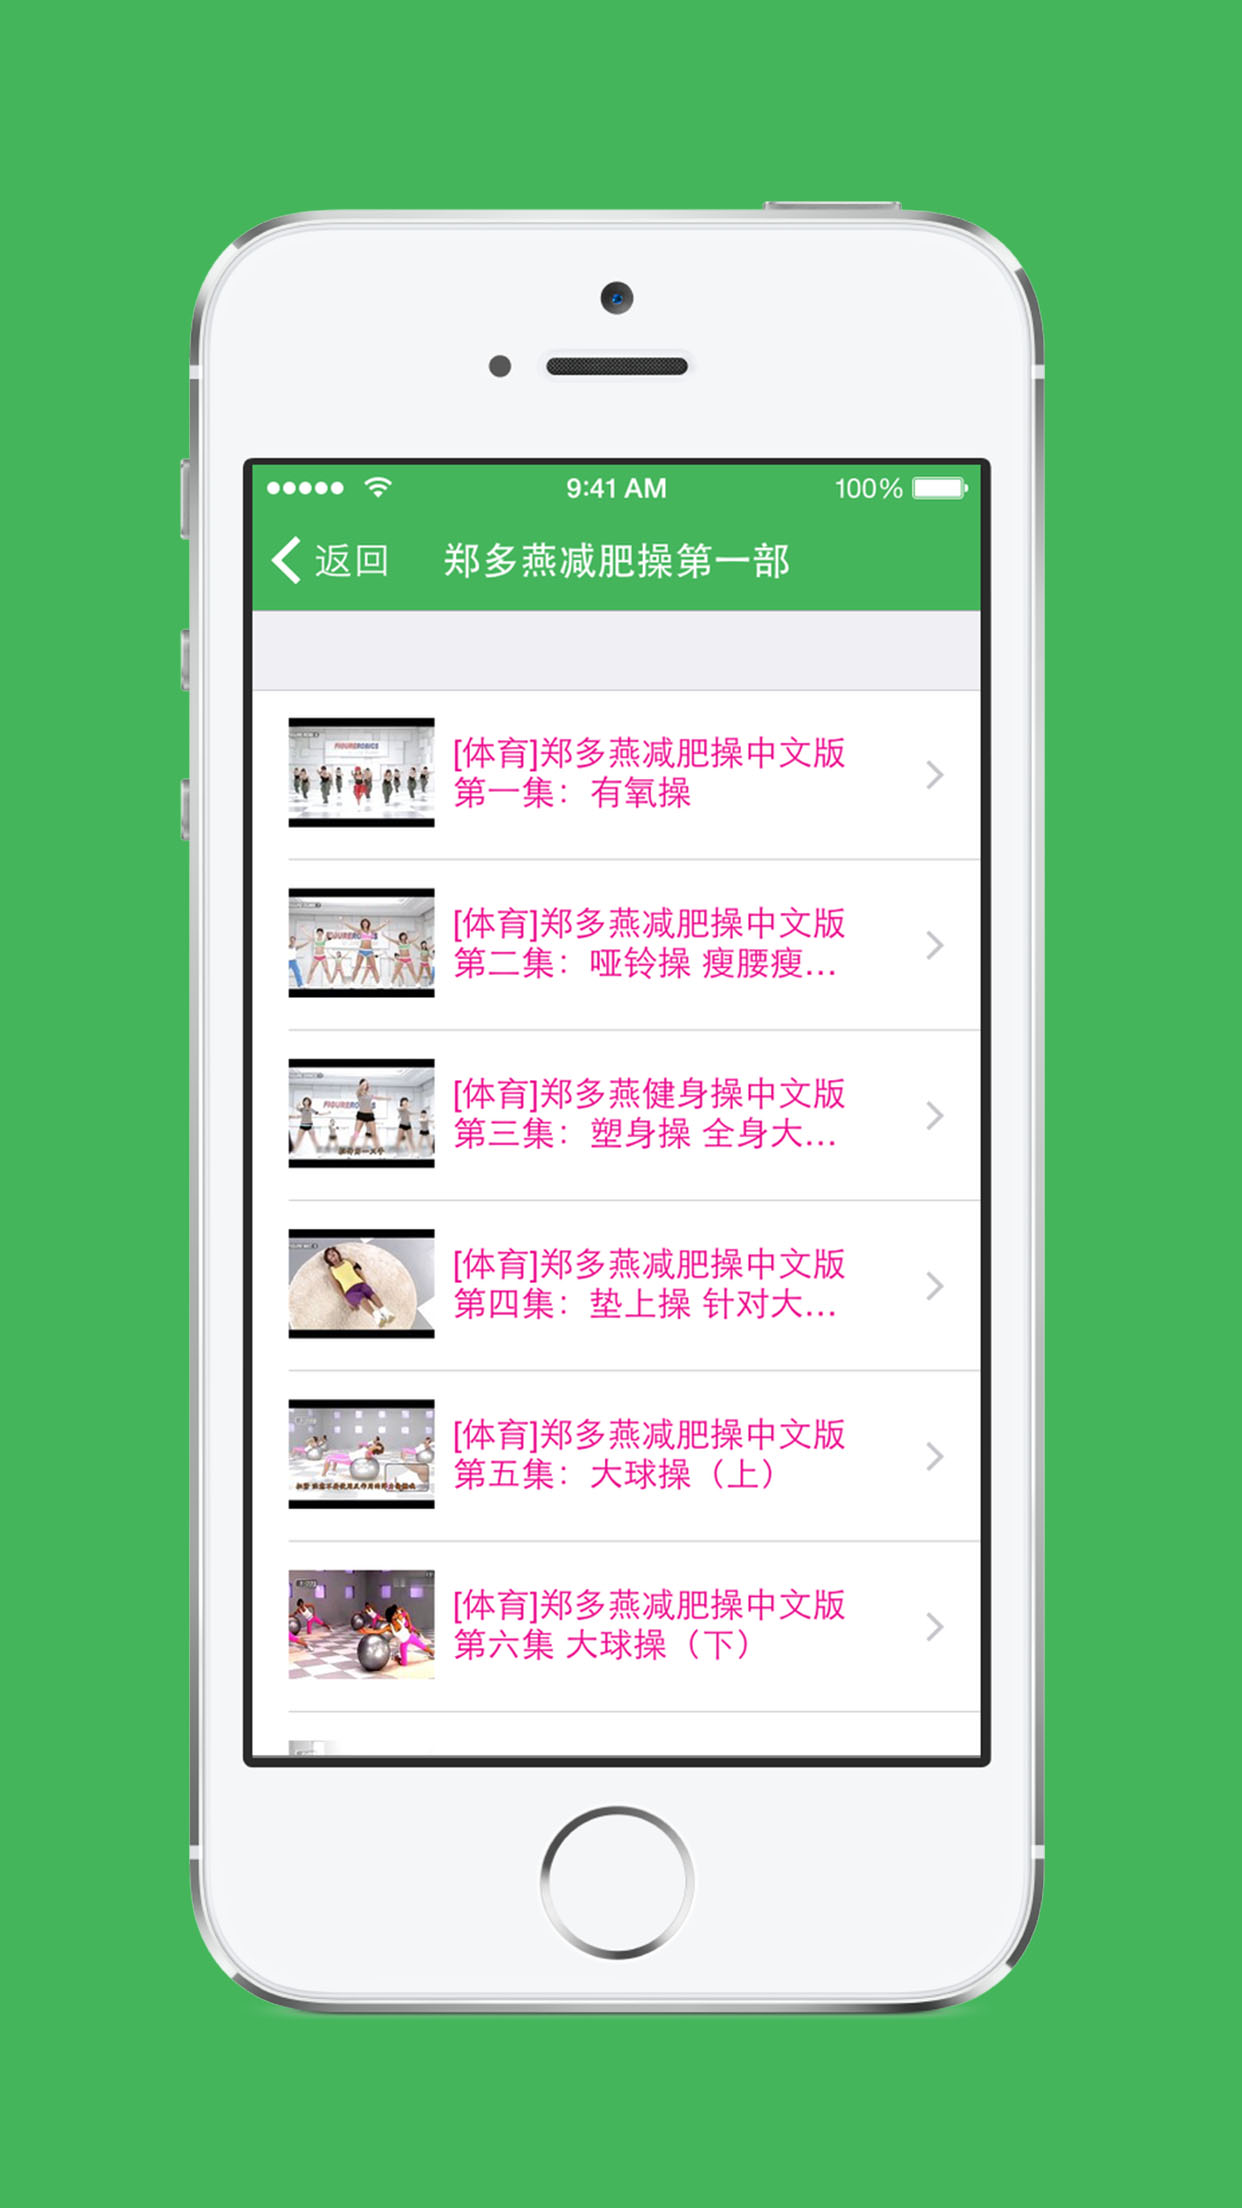 9:41 AM
100%
返回
郑多燕减肥操第一部
FIGUREROBICS
[体育]郑多燕减肥操中文版
第一集：有氧操
[体育]郑多燕减肥操中文版
第二集：哑铃操 瘦腰瘦...
[体育]郑多燕健身操中文版
第三集：塑身操 全身大...
[体育]郑多燕减肥操中文版
第四集：垫上操 针对大...
[体育]郑多燕减肥操中文版
第五集：大球操（上）
[体育]郑多燕减肥操中文版
第六集 大球操（下）